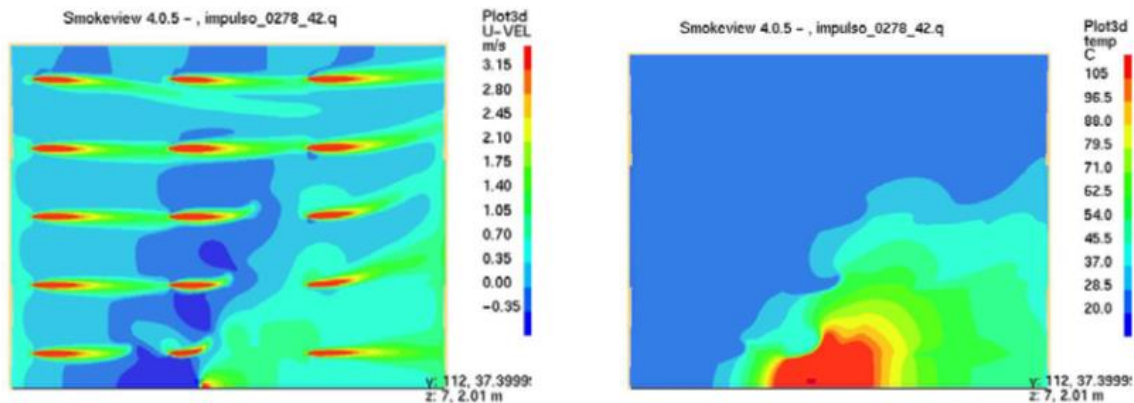 Smokeview 4.0.5 – , impulso_0278_42.q
Plot3d
U-VEL
m/s
3.15
2.80
2.45
2.10
1.75
1.40
1.05
0.70
0.35
0.00
-0.35
y: 112, 37.3999
z: 7, 2.01 m
Smokeview 4.0.5 – , impulso_0278_42.q
Plot3d
temp
C
105
96.5
88.0
79.5
71.0
62.5
54.0
45.5
37.0
28.5
20.0
y: 112, 37.3999
z: 7, 2.01 m